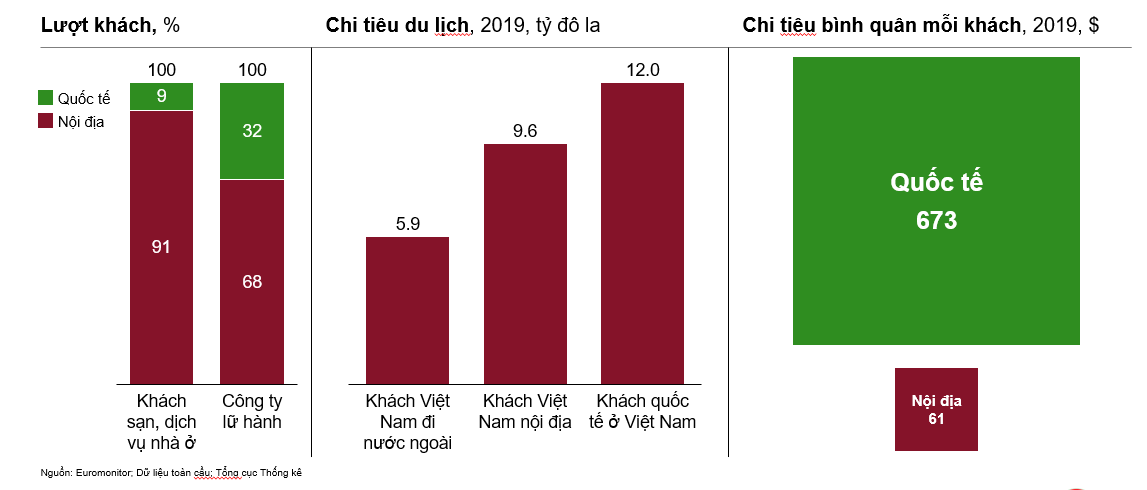 Lượt khách, %
100
100
Quốc tế
Nội địa
9
32
91
68
Khách
sạn, dịch
vụ nhà ở
Công ty
lữ hành
Chi tiêu du lịch, 2019, tỷ đô la
5.9
9.6
12.0
Khách Việt
Nam đi
nước ngoài
Khách Việt
Nam nội địa
Khách quốc
tế ở Việt Nam
Chi tiêu bình quân mỗi khách, 2019, $
Quốc tế
673
Nội địa
61
Nguồn: Euromonitor; Dữ liệu toàn cầu; Tổng cục Thống kê